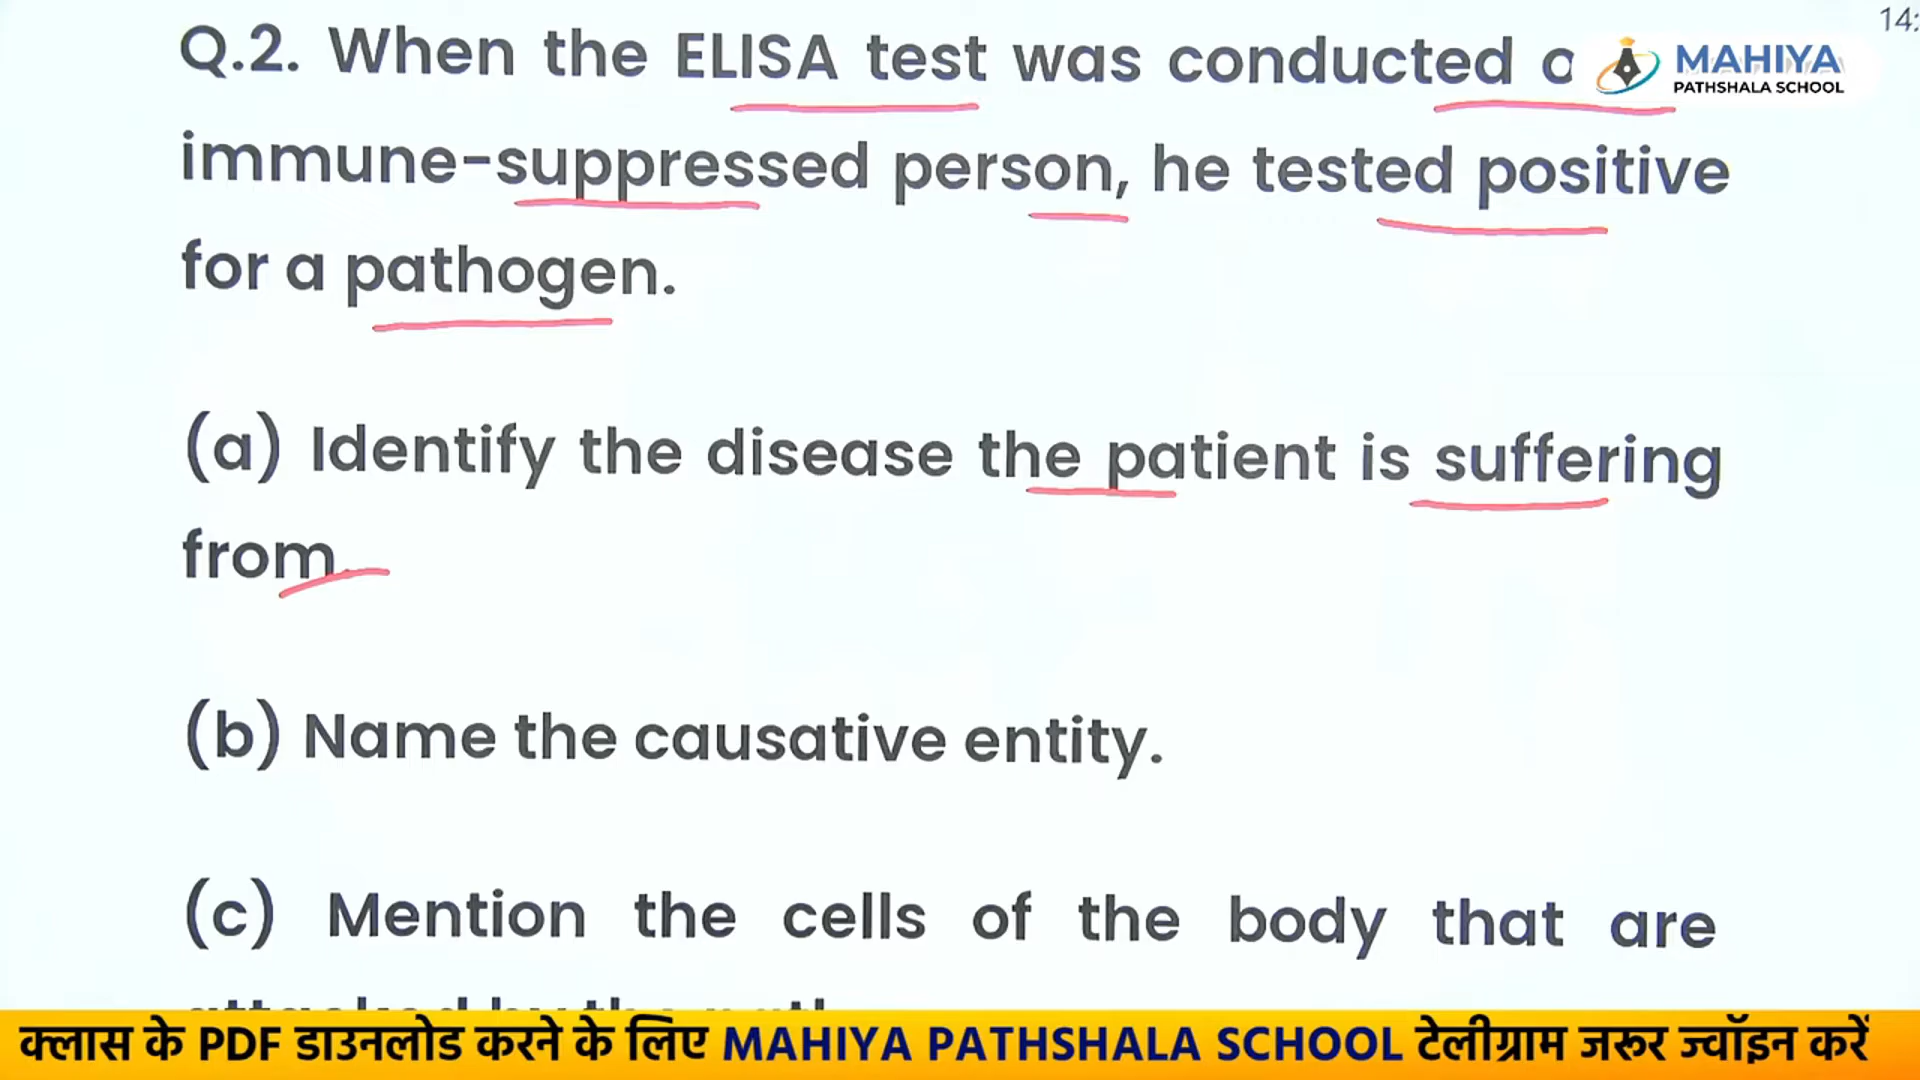 14:
Q.2. When the ELISA test was conducted
MAHIYA
PATHSHALA SCHOOL
immune-suppressed person, he tested positive
for a pathogen.
(a) Identify the disease the patient is suffering
from.
(b) Name the causative entity.
(c) Mention the cells of the body that are
क्लास के PDF डाउनलोड करने के लिए MAHIYA PATHSHALA SCHOOL टेलीग्राम जरूर ज्वॉइन करें